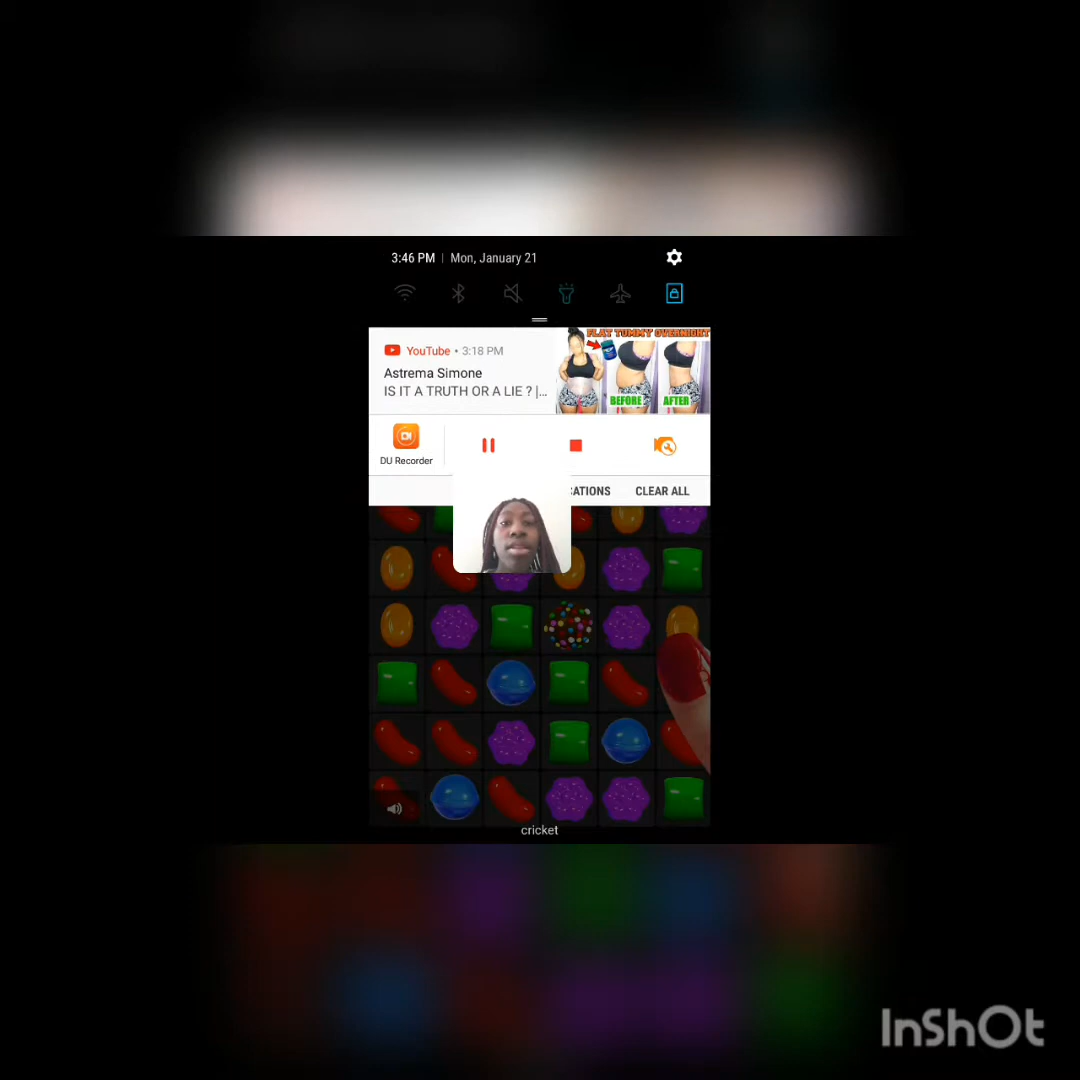 3:46 PM | Mon, January 21
YouTube • 3:18 PM
Astrema Simone
IS IT A TRUTH OR A LIE ? |...
FLAT TUMMY OVERNIGHT
BEFORE
AFTER
DU Recorder
CATIONS
CLEAR ALL
cricket
InShOt